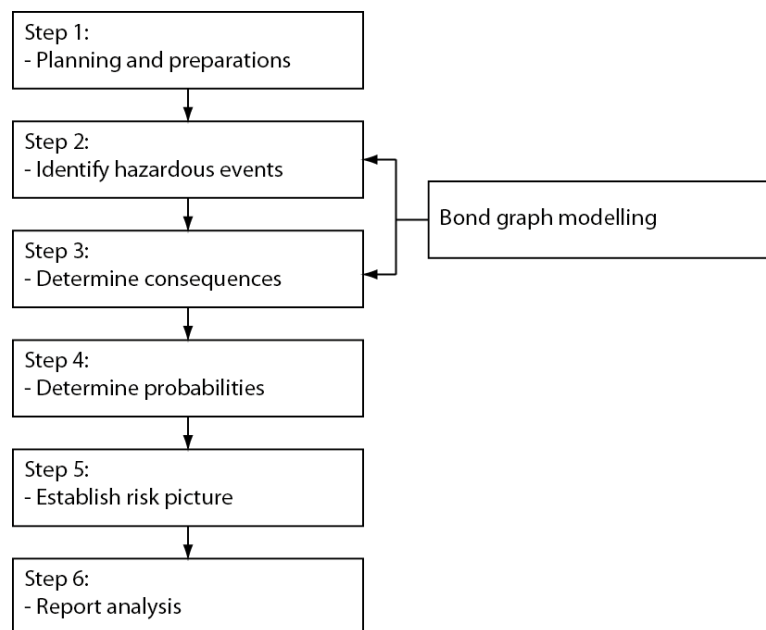 Step 1:
- Planning and preparations
Step 2:
- Identify hazardous events
Bond graph modelling
Step 3:
- Determine consequences
Step 4:
- Determine probabilities
Step 5:
- Establish risk picture
Step 6:
- Report analysis